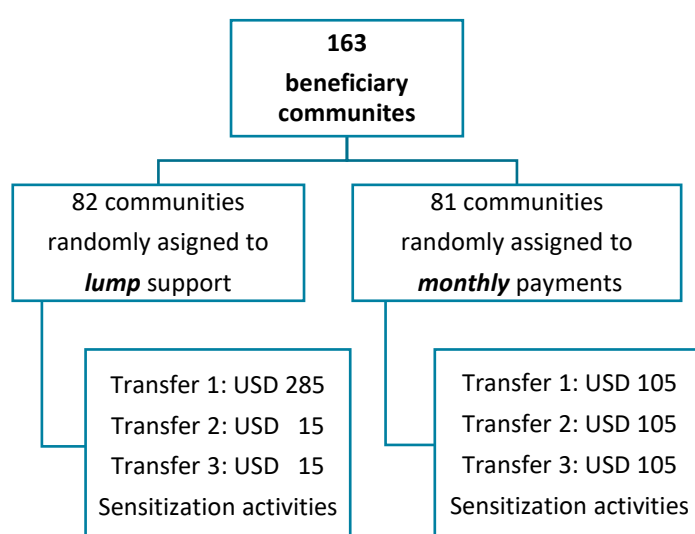 163
beneficiary
communites
82 communities
randomly asigned to
lump support
81 communities
randomly assigned to
monthly payments
Transfer 1: USD 285
Transfer 2: USD 15
Transfer 3: USD 15
Sensitization activities
Transfer 1: USD 105
Transfer 2: USD 105
Transfer 3: USD 105
Sensitization activities